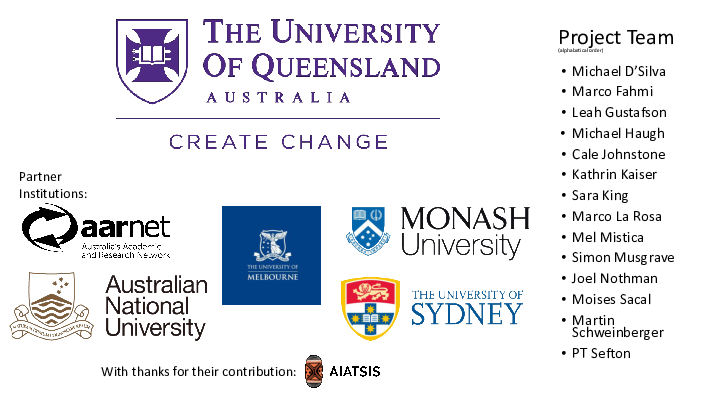 THE UNIVERSITY
OF QUEENSLAND
AUSTRALIA
CREATE CHANGE
Partner
Institutions:
aarnet
Australia's Academic
and Research Network
THE UNIVERSITY OF
MELBOURNE
MONASH
University
Australian
National
University
THE UNIVERSITY OF
SYDNEY
With thanks for their contribution:
AIATSIS
Project Team
(alphabetical order)
• Michael D’Silva
• Marco Fahmi
• Leah Gustafson
• Michael Haugh
• Cale Johnstone
• Kathrin Kaiser
• Sara King
• Marco La Rosa
• Mel Mistica
• Simon Musgrave
• Joel Nothman
• Moises Sacal
• Martin
Schweinberger
• PT Sefton